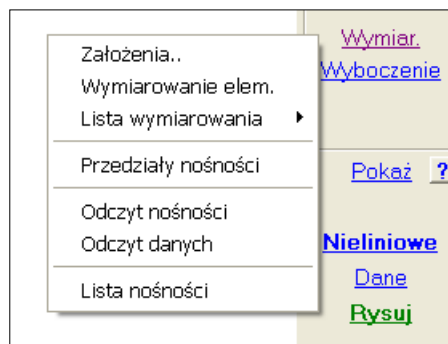 Założenia..
Wymiarowanie elem.
Lista wymiarowania
Przedziały nośności
Odczyt nośności
Odczyt danych
Lista nośności
Wymiar.
Wyboczenie
Pokaż ?
Nieliniowe
Dane
Rysuj